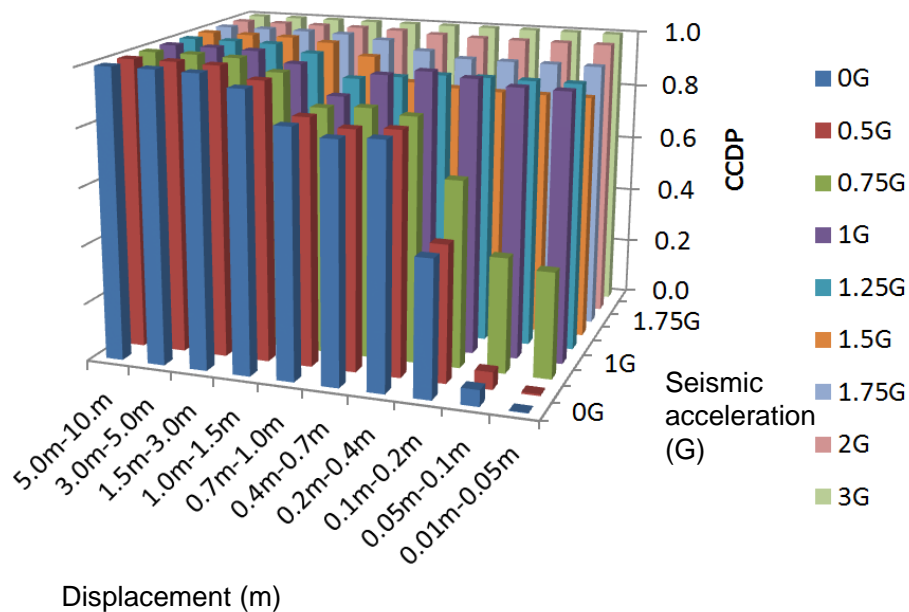 1.0
0.8
0.6
0.4
0.2
0.0
CCDP
1.75G
1G
0G
Seismic
acceleration
(G)
5.0m-10.m
3.0m-5.0m
1.5m-3.0m
1.0m-1.5m
0.7m-1.0m
0.4m-0.7m
0.2m-0.4m
0.1m-0.2m
0.05m-0.1m
0.01m-0.05m
Displacement (m)
0G
0.5G
0.75G
1G
1.25G
1.5G
1.75G
2G
3G